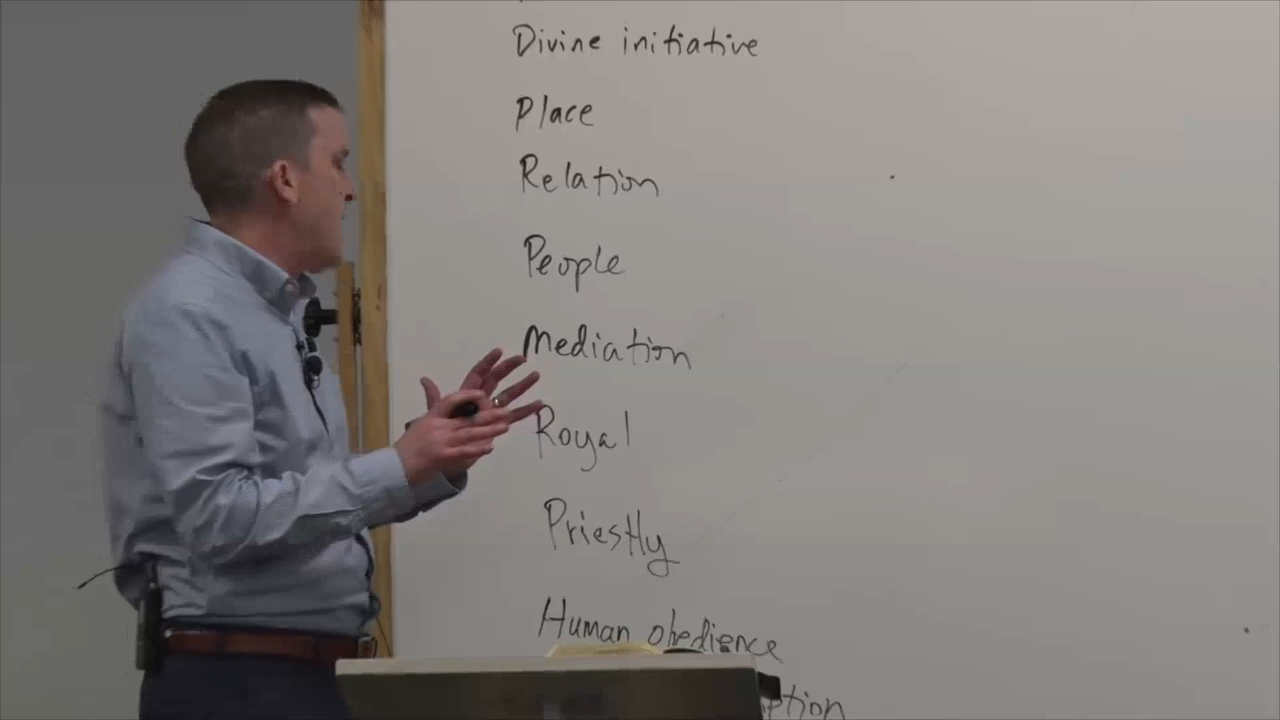 Divine initiative
Place
Relation
People
Mediation
Royal
Priestly
Human obedience